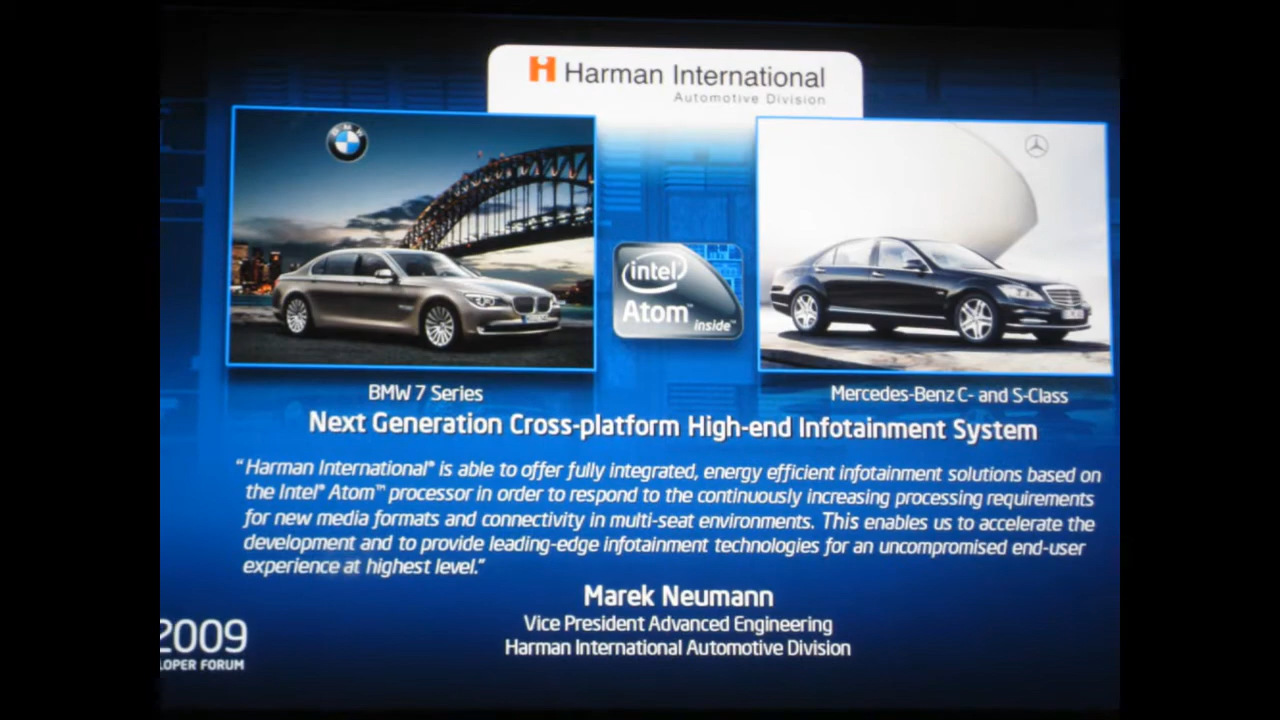 Harman International
Automotive Division
BMW
intel
Atom™
inside™
BMW 7 Series
Mercedes-Benz C- and S-Class
Next Generation Cross-platform High-end Infotainment System
“Harman International® is able to offer fully integrated, energy efficient infotainment solutions based on
the Intel® Atom™ processor in order to respond to the continuously increasing processing requirements
for new media formats and connectivity in multi-seat environments. This enables us to accelerate the
development and to provide leading-edge infotainment technologies for an uncompromised end-user
experience at highest level.”
Marek Neumann
Vice President Advanced Engineering
Harman International Automotive Division
2009
LOPER FORUM